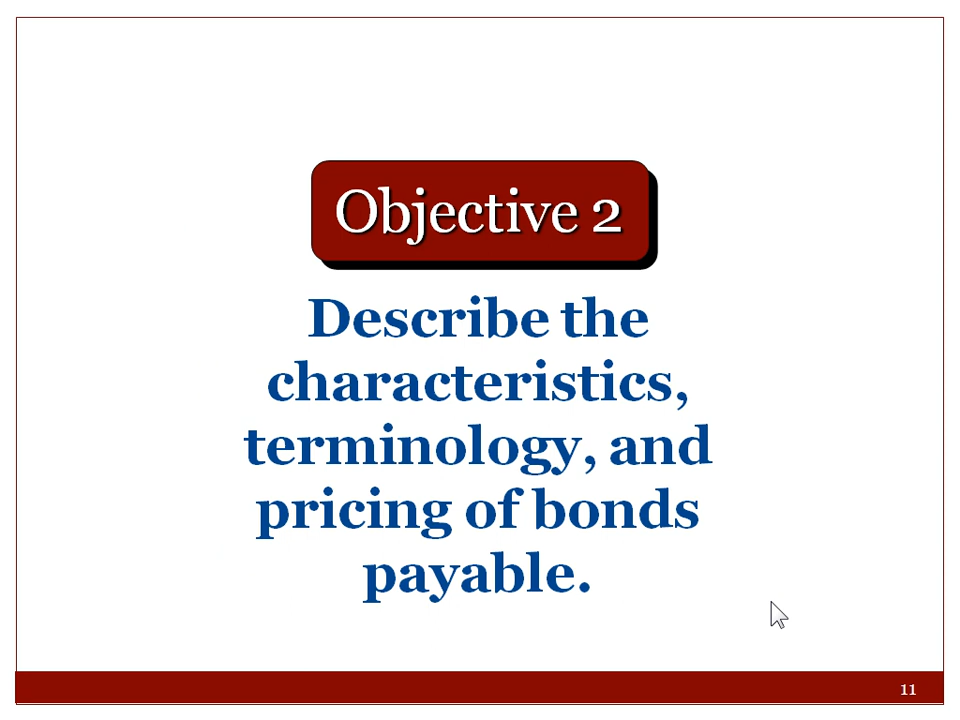 Objective 2
Describe the
characteristics,
terminology, and
pricing of bonds
payable.
11